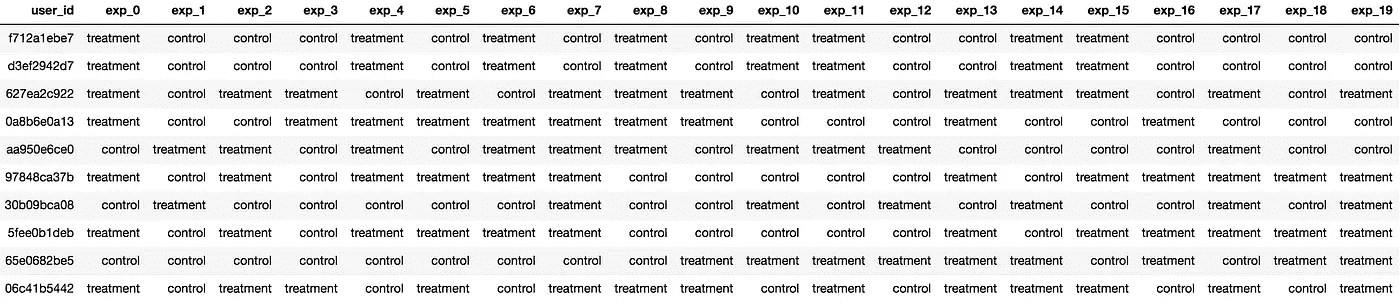 user_id exp_0 exp_1 exp_2 exp_3 exp_4 exp_5 exp_6 exp_7 exp_8 exp_9 exp_10 exp_11 exp_12 exp_13 exp_14 exp_15 exp_16 exp_17 exp_18 exp_19
f712a1ebe7 treatment control control control treatment control treatment control treatment control treatment treatment control control treatment treatment control control control control
d3ef2942d7 treatment control control control treatment control treatment control treatment control treatment treatment control control treatment treatment control control control control
627ea2c922 treatment control treatment treatment control treatment control treatment treatment treatment control treatment control treatment treatment treatment control treatment control treatment
0a8b6e0a13 treatment control control treatment treatment treatment treatment treatment treatment treatment control control control treatment control control treatment control control control
aa950e6ce0 control treatment treatment control treatment control treatment treatment treatment control treatment treatment treatment control control control control treatment control control
97848ca37b treatment control treatment control treatment treatment treatment treatment control control control control control treatment control treatment treatment treatment treatment treatment
30b09bca08 control treatment control control control control control treatment control control treatment control treatment control treatment control control treatment control treatment
5fee0b1deb treatment control treatment control treatment treatment treatment treatment control control control control control treatment control treatment treatment treatment treatment treatment
65e0682be5 control control control control control control control control control treatment treatment treatment treatment treatment treatment control treatment control treatment treatment
06c41b5442 treatment control treatment treatment control treatment control treatment treatment treatment control treatment control treatment treatment treatment control treatment control treatment